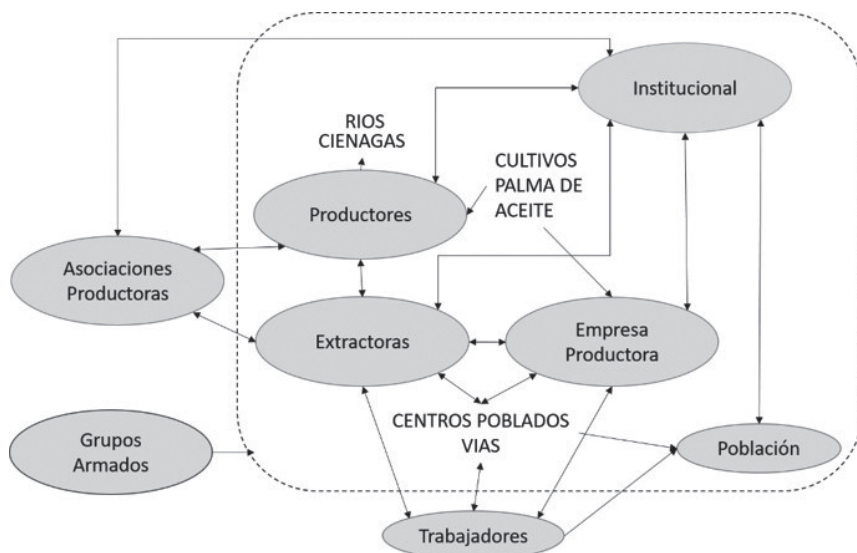 Institucional
RIOS
CIENAGAS
CULTIVOS
PALMA DE
ACEITE
Productores
Asociaciones
Productoras
Extractoras
Empresa
Productora
CENTROS POBLADOS
VIAS
Grupos
Armados
Población
Trabajadores